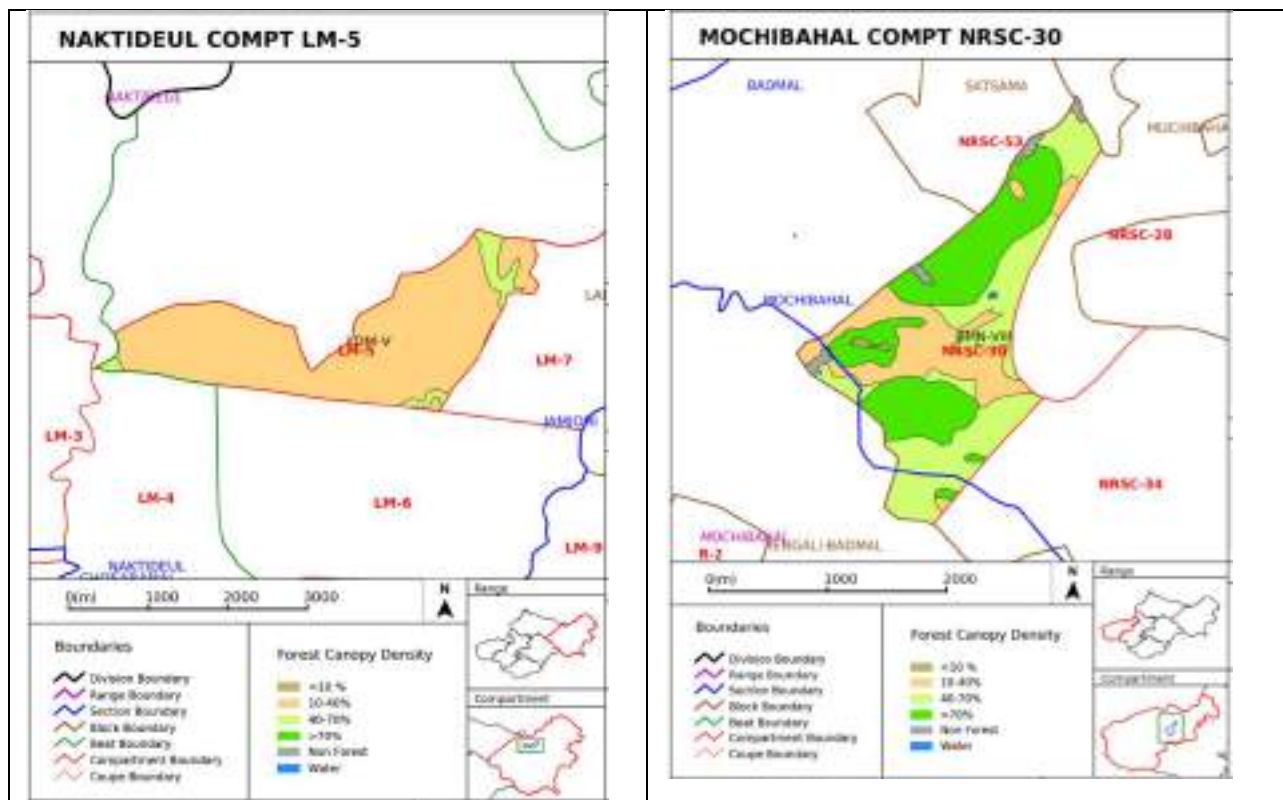 NAKTIDEUL COMPT LM-5
NAKTIDEUL
LM-5
LM-7
JAMJORI
LM-3
LM-4
LM-6
LM-9
NAKTIDEUL
0(m) 1000 2000 3000
N
Range
Boundaries
Division Boundary
Range Boundary
Section Boundary
Block Boundary
Beat Boundary
Compartment Boundary
Coupe Boundary
Forest Canopy Density
<10 %
10-40%
40-70%
>70%
Non Forest
Water
Compartment
MOCHIBAHAL COMPT NRSC-30
BADMAL
SATSAMA
NRSC-53
NRSC-28
MOCHIBAHAL
NRSC-30
NRSC-34
MOCHIBAHAL
R-2
0(m) 1000 2000
N
Range
Boundaries
Division Boundary
Range Boundary
Section Boundary
Block Boundary
Beat Boundary
Compartment Boundary
Coupe Boundary
Forest Canopy Density
<10 %
10-40%
40-70%
>70%
Non Forest
Water
Compartment